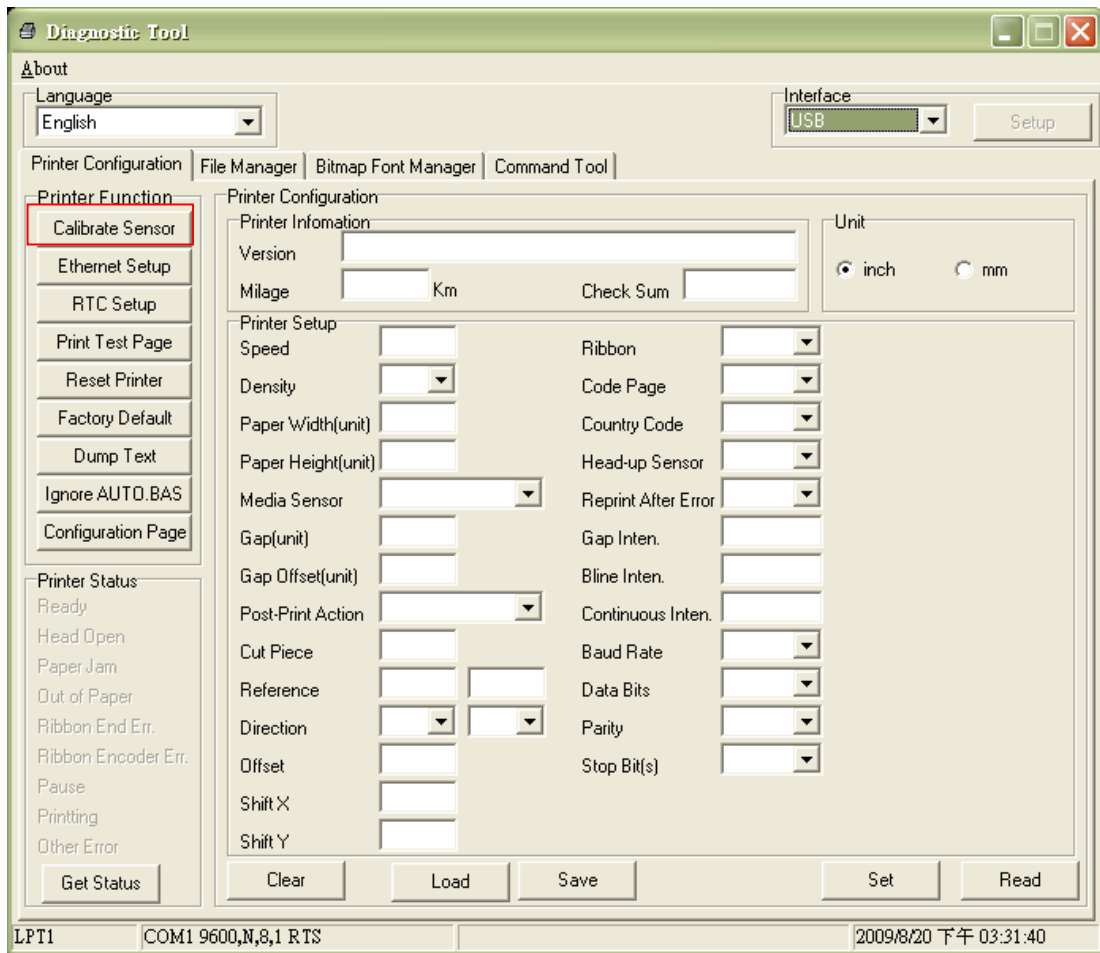 Diagnostic Tool
About
Language
English
Interface
USB
Setup
Printer Configuration
File Manager
Bitmap Font Manager
Command Tool
Printer Function
Calibrate Sensor
Ethernet Setup
RTC Setup
Print Test Page
Reset Printer
Factory Default
Dump Text
Ignore AUTO.BAS
Configuration Page
Printer Status
Ready
Head Open
Paper Jam
Out of Paper
Ribbon End Err.
Ribbon Encoder Err.
Pause
Printting
Other Error
Get Status
Printer Configuration
Printer Infomation
Version
Milage
Km
Check Sum
Unit
inch
mm
Printer Setup
Speed
Density
Paper Width(unit)
Paper Height(unit)
Media Sensor
Gap(unit)
Gap Offset(unit)
Post-Print Action
Cut Piece
Reference
Direction
Offset
Shift X
Shift Y
Ribbon
Code Page
Country Code
Head-up Sensor
Reprint After Error
Gap Inten.
Bline Inten.
Continuous Inten.
Baud Rate
Data Bits
Parity
Stop Bit(s)
Clear
Load
Save
Set
Read
LPT1
COM1 9600,N,8,1 RTS
2009/8/20 下午 03:31:40